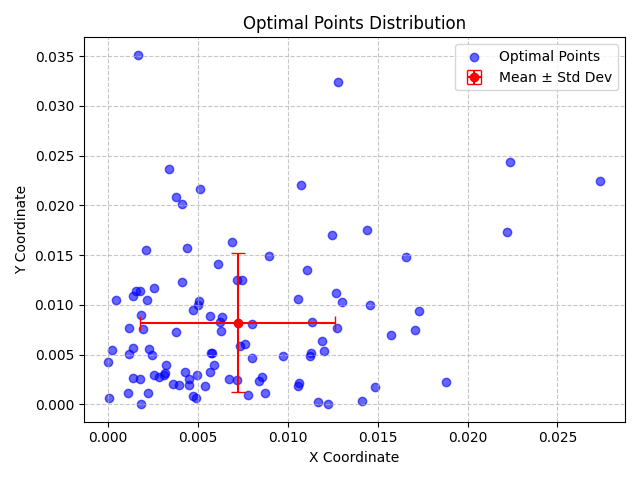 Optimal Points Distribution
Optimal Points
Mean ± Std Dev
Y Coordinate
0.035
0.030
0.025
0.020
0.015
0.010
0.005
0.000
0.000 0.005 0.010 0.015 0.020 0.025
X Coordinate